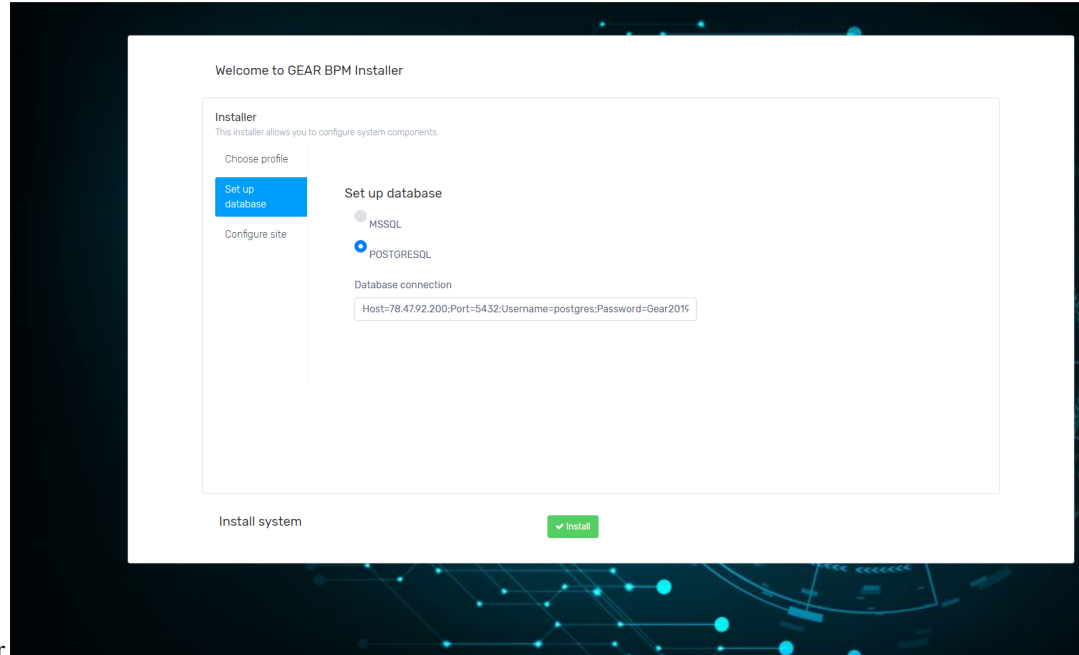 Welcome to GEAR BPM Installer
Installer
This installer allows you to configure system components.
Choose profile
Set up
database
Configure site
Set up database
MSSQL
POSTGRESQL
Database connection
Host=78.47.92.200;Port=5432;Username=postgres;Password=Gear2019
Install system
Install
r